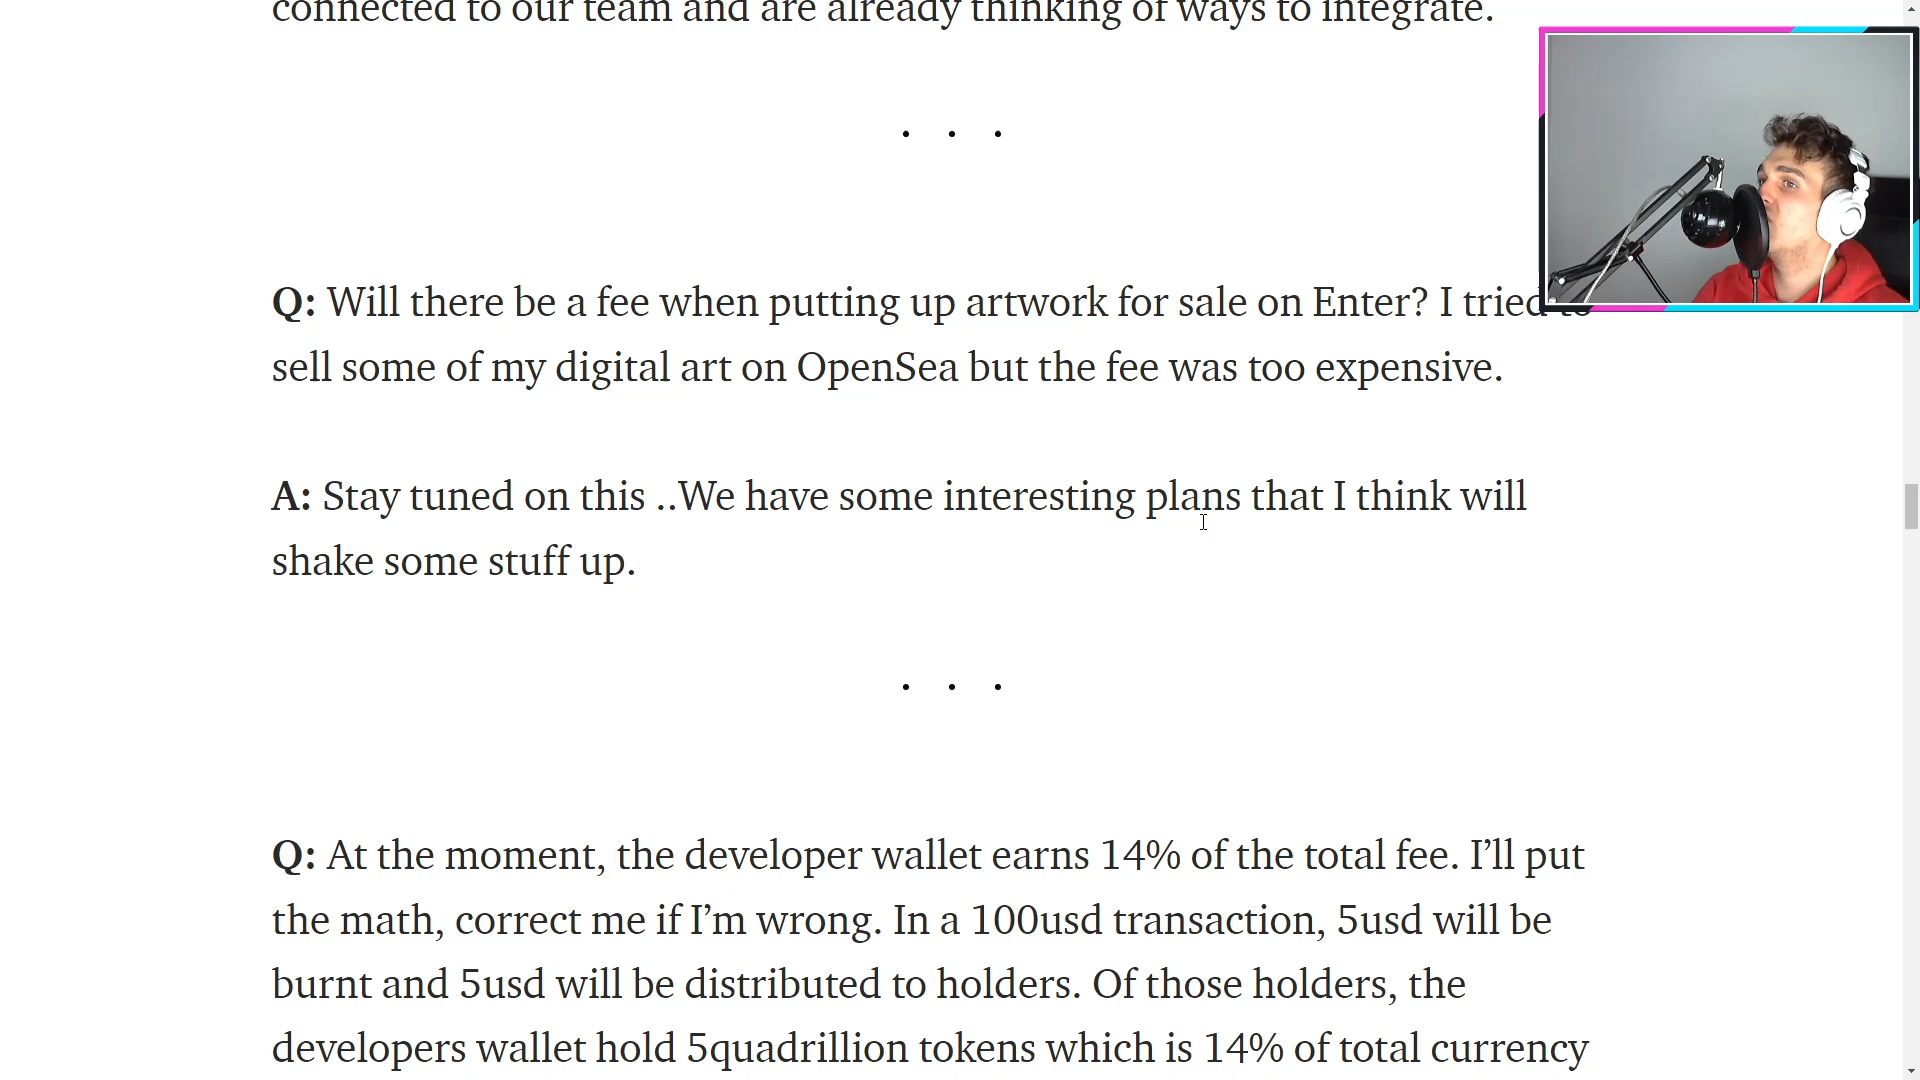 connected to our team and are already thinking of ways to integrate.
Q: Will there be a fee when putting up artwork for sale on Enter? I tried to
sell some of my digital art on OpenSea but the fee was too expensive.
A: Stay tuned on this ..We have some interesting plans that I think will
shake some stuff up.
Q: At the moment, the developer wallet earns 14% of the total fee. I’ll put
the math, correct me if I’m wrong. In a 100usd transaction, 5usd will be
burnt and 5usd will be distributed to holders. Of those holders, the
developers wallet hold 5quadrillion tokens which is 14% of total currency